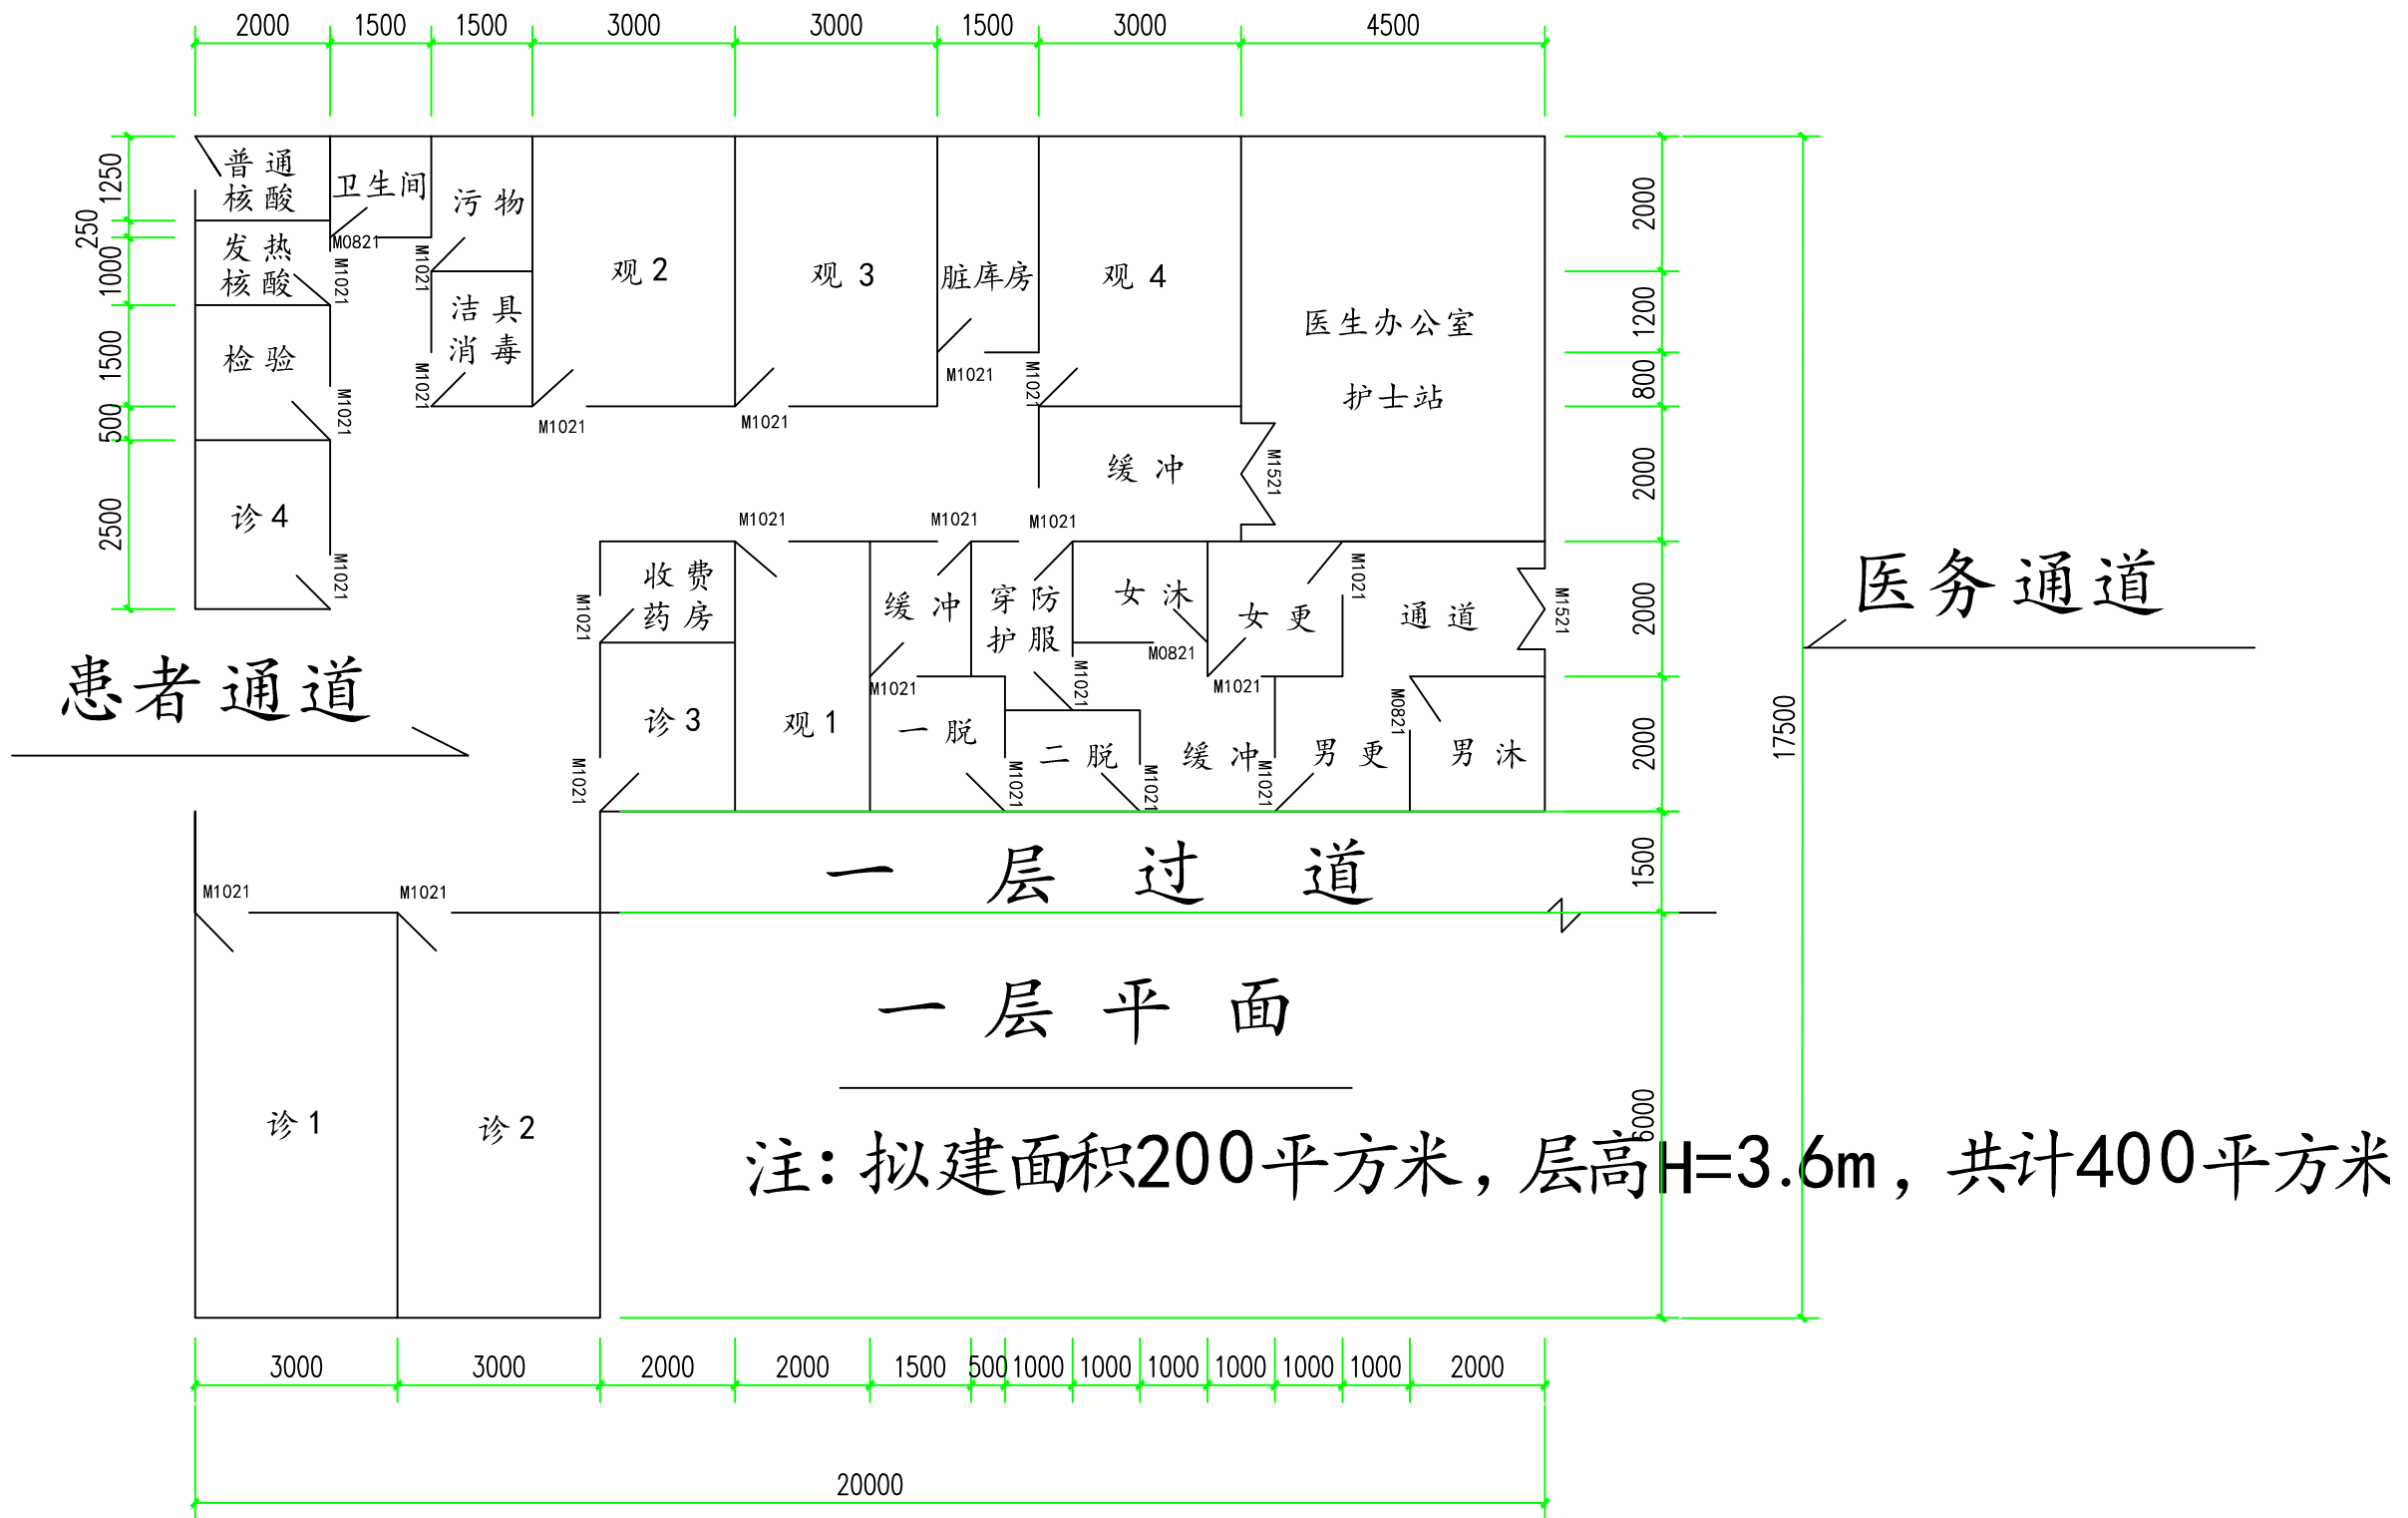 2000 1500 1500 3000 3000 1500 3000 4500
1250
250
1000
1500
500
2500
普通
核酸
卫生间
污物
M0821
发热
核酸
M1021
M1021
观2
观 3
脏库房
观 4
洁具
消毒
检验
M1021
M1021
M1021
M1021
M1021
M1021
医生办公室
护士站
诊4
M1021
缓冲
M1521
2000
1200
800
2000
2000
2000
1500
6000
17500
M1021
M1021
M1021
收费
药房
M1021
缓冲
穿防
护服
女沐
M0821
女更
M1021
通道
M1521
医务通道
患者通道
诊3
M1021
观1
M1021
一脱
M1021
M1021
二脱
M1021
缓冲
M1021
M1021
男更
M0821
男沐
一层过道
M1021
M1021
一层平面
诊1
诊2
注：拟建面积200平方米，层高H=3.6m，共计400平方米
3000 3000 2000 2000 1500 500 1000 1000 1000 1000 1000 1000 2000
20000